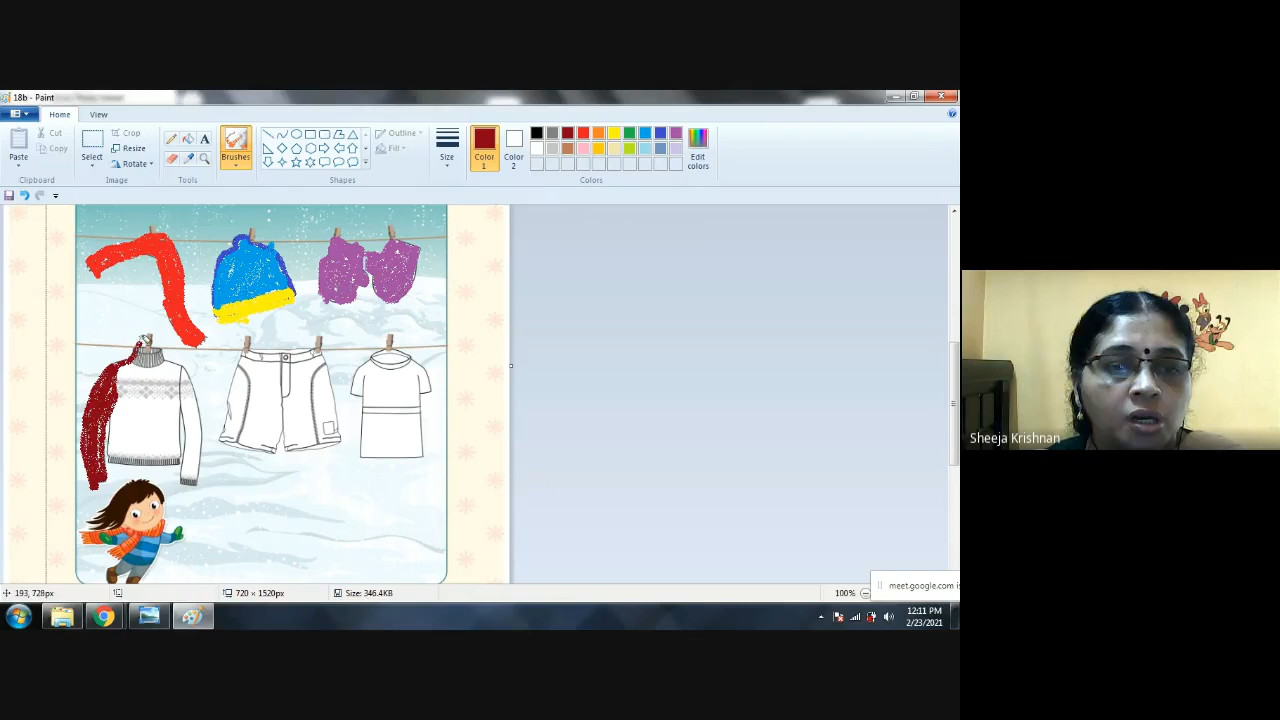 18b - Paint
Home View
Paste
Cut
Copy
Clipboard
Select
Crop
Resize
Rotate
Image
Tools
Brushes
Shapes
Outline
Fill
Size
Color 1
Color 2
Edit colors
Colors
Sheeja Krishnan
193, 728px
720 × 1520px
Size: 346.4KB
100%
meet.google.com is
12:11 PM
2/23/2021